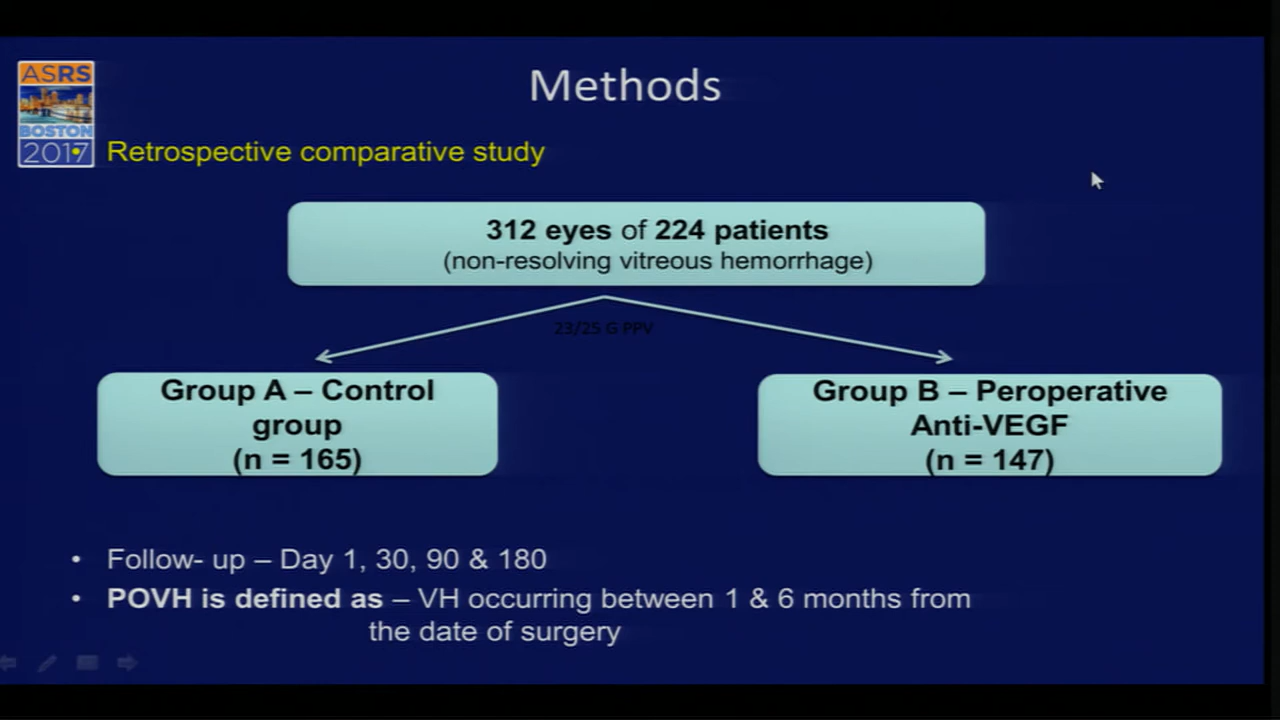 ASRS
BOSTON
2017
Methods
Retrospective comparative study
312 eyes of 224 patients
(non-resolving vitreous hemorrhage)
23/25 G PPV
Group A – Control
group
(n = 165)
Group B – Peroperative
Anti-VEGF
(n = 147)
• Follow- up – Day 1, 30, 90 & 180
• POVH is defined as – VH occurring between 1 & 6 months from
the date of surgery